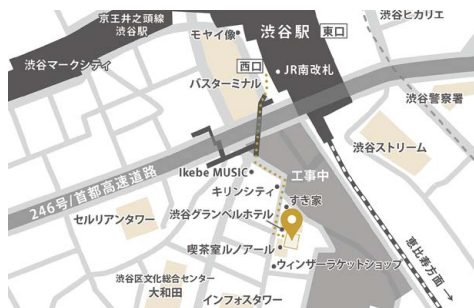 京王井之頭線
渋谷駅
モヤイ像
渋谷駅
東口
渋谷ヒカリエ
渋谷マークシティ
西口
JR南改札
バスターミナル
渋谷警察署
渋谷ストリーム
246号/首都高速道路
Ikebe MUSIC
工事中
キリンシティ
すき家
セルリアンタワー
渋谷グランベルホテル
恵比寿方面→
喫茶室ルノアール
ウィンザーラケットショップ
渋谷区文化総合センター
大和田
インフォスタワー